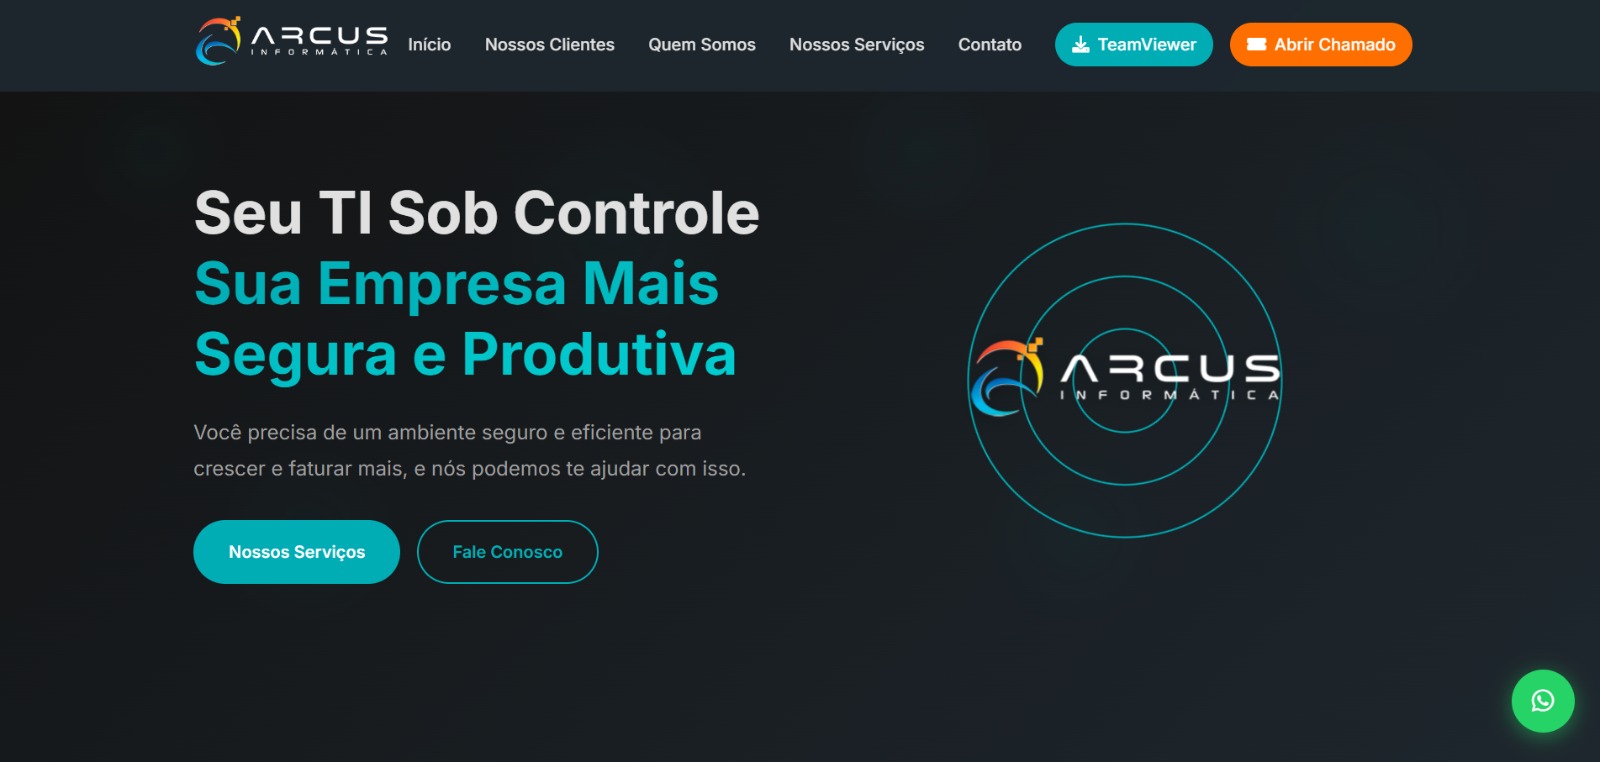 ARCUS
INFORMÁTICA
Início
Nossos Clientes
Quem Somos
Nossos Serviços
Contato
TeamViewer
Abrir Chamado
Seu TI Sob Controle
Sua Empresa Mais
Segura e Produtiva
Você precisa de um ambiente seguro e eficiente para
crescer e faturar mais, e nós podemos te ajudar com isso.
Nossos Serviços
Fale Conosco
ARCUS
INFORMÁTICA